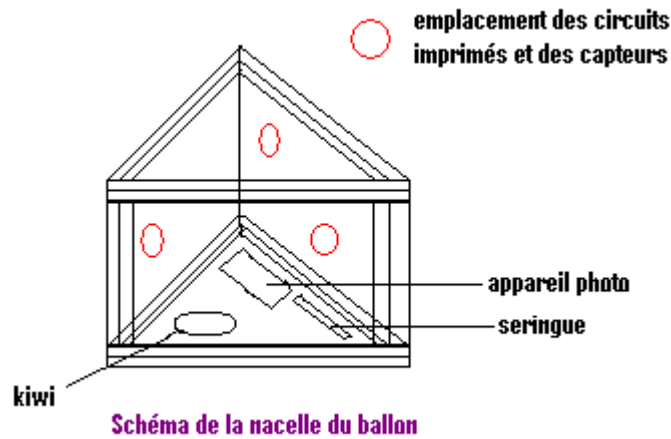 emplacement des circuits
imprimés et des capteurs
appareil photo
seringue
kiwi
Schéma de la nacelle du ballon